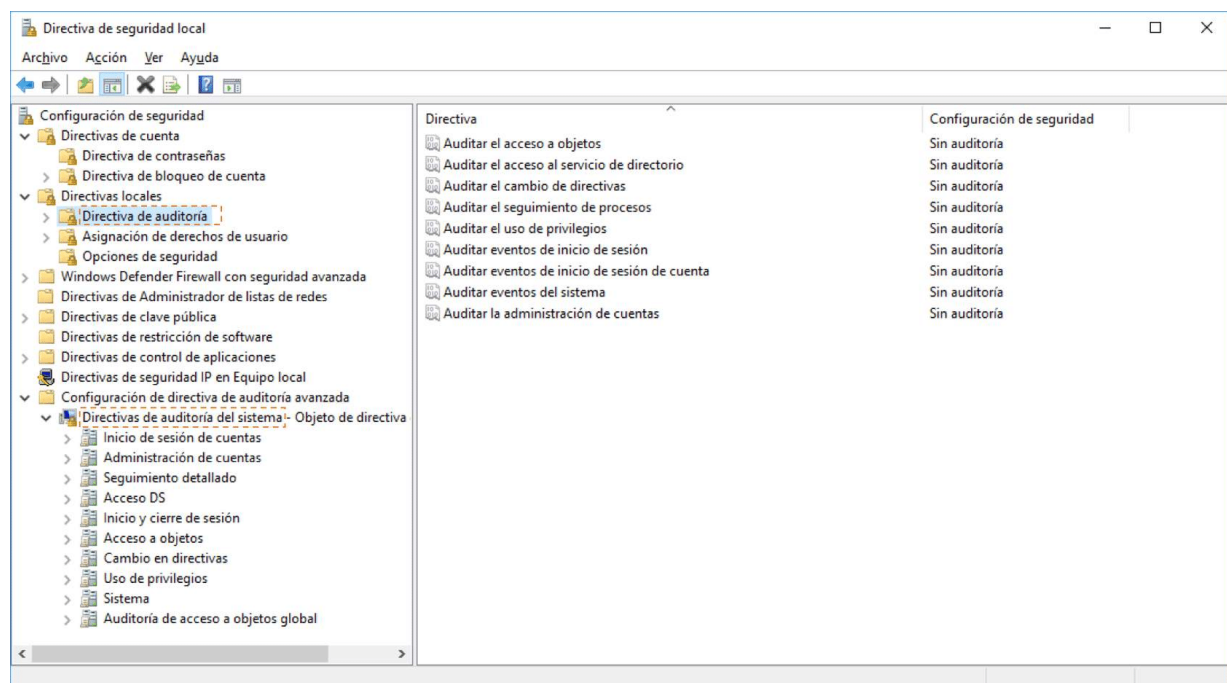 Directiva de seguridad local
Archivo Acción Ver Ayuda
Configuración de seguridad
Directivas de cuenta
Directiva de contraseñas
Directiva de bloqueo de cuenta
Directivas locales
Directiva de auditoría
Asignación de derechos de usuario
Opciones de seguridad
Windows Defender Firewall con seguridad avanzada
Directivas de Administrador de listas de redes
Directivas de clave pública
Directivas de restricción de software
Directivas de control de aplicaciones
Directivas de seguridad IP en Equipo local
Configuración de directiva de auditoría avanzada
Directivas de auditoría del sistema - Objeto de directiva
Inicio de sesión de cuentas
Administración de cuentas
Seguimiento detallado
Acceso DS
Inicio y cierre de sesión
Acceso a objetos
Cambio en directivas
Uso de privilegios
Sistema
Auditoría de acceso a objetos global
Directiva Configuración de seguridad
Auditar el acceso a objetos Sin auditoría
Auditar el acceso al servicio de directorio Sin auditoría
Auditar el cambio de directivas Sin auditoría
Auditar el seguimiento de procesos Sin auditoría
Auditar el uso de privilegios Sin auditoría
Auditar eventos de inicio de sesión Sin auditoría
Auditar eventos de inicio de sesión de cuenta Sin auditoría
Auditar eventos del sistema Sin auditoría
Auditar la administración de cuentas Sin auditoría